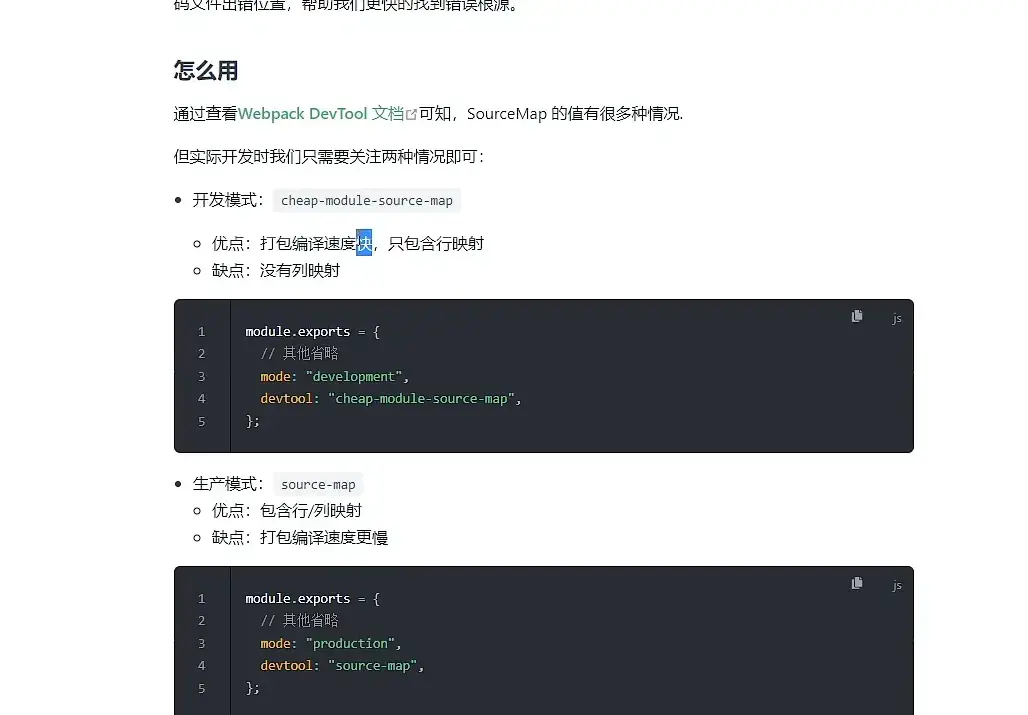 码文件出错位置，帮助我们更快的找到错误根源。
怎么用
通过查看Webpack DevTool 文档可知，SourceMap 的值有很多种情况.
但实际开发时我们只需要关注两种情况即可：
开发模式：cheap-module-source-map
优点：打包编译速度快，只包含行映射
缺点：没有列映射
js
1 module.exports = {
2 // 其他省略
3 mode: "development",
4 devtool: "cheap-module-source-map",
5 };
生产模式：source-map
优点：包含行/列映射
缺点：打包编译速度更慢
js
1 module.exports = {
2 // 其他省略
3 mode: "production",
4 devtool: "source-map",
5 };